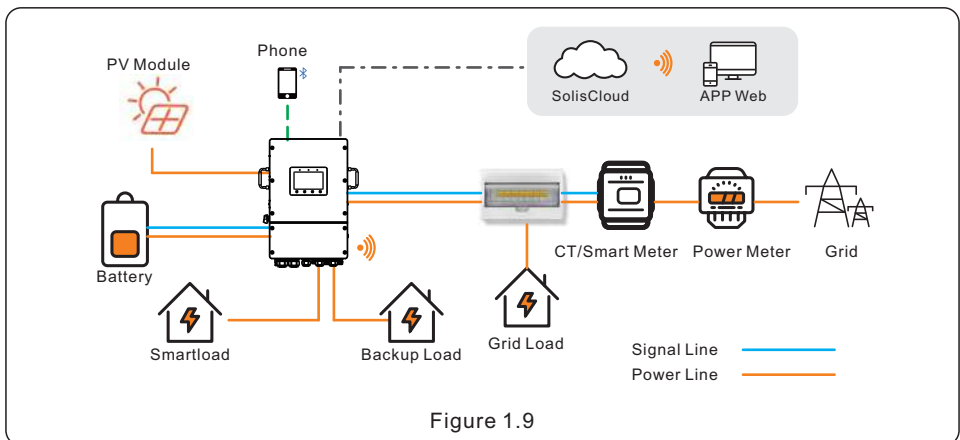 Phone
PV Module
SolisCloud
APP Web
Battery
CT/Smart Meter
Power Meter
Grid
Smartload
Backup Load
Grid Load
Signal Line
Power Line
Figure 1.9